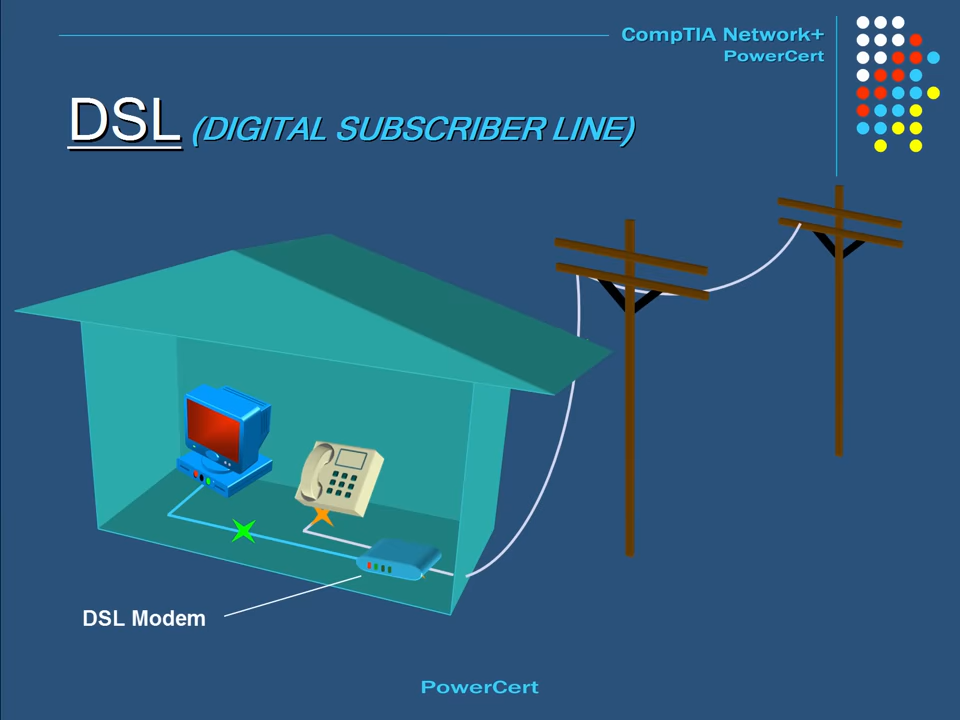 CompTIA Network+
PowerCert
DSL (DIGITAL SUBSCRIBER LINE)
DSL Modem
PowerCert